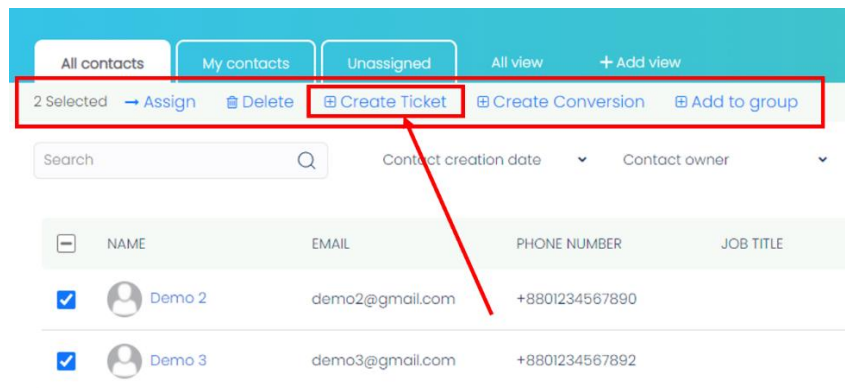 All contacts My contacts Unassigned All view + Add view
2 Selected → Assign Delete Create Ticket Create Conversion Add to group
Search Contact creation date Contact owner
NAME EMAIL PHONE NUMBER JOB TITLE
Demo 2 demo2@gmail.com +8801234567890
Demo 3 demo3@gmail.com +8801234567892